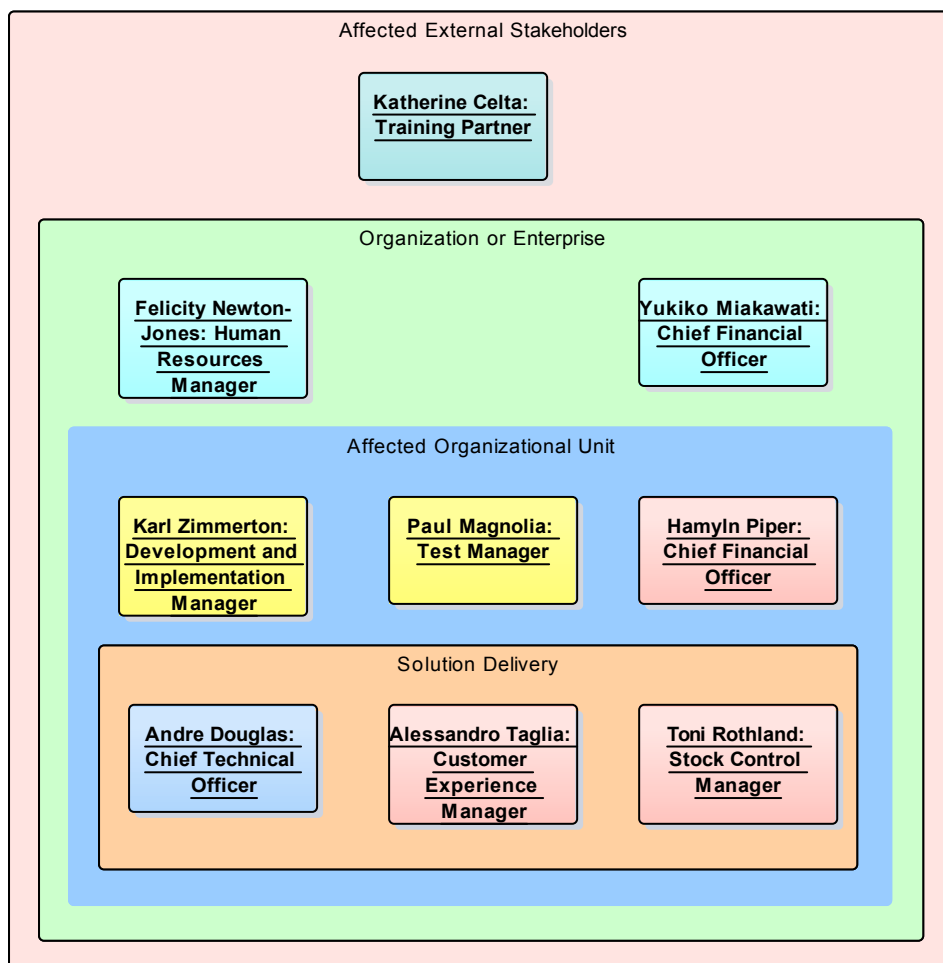 Affected External Stakeholders
Katherine Celta:
Training Partner
Organization or Enterprise
Felicity Newton-
Jones: Human
Resources
Manager
Yukiko Miakawati:
Chief Financial
Officer
Affected Organizational Unit
Karl Zimmerton:
Development and
Implementation
Manager
Paul Magnolia:
Test Manager
Hamyln Piper:
Chief Financial
Officer
Solution Delivery
Andre Douglas:
Chief Technical
Officer
Alessandro Taglia:
Customer
Experience
Manager
Toni Rothland:
Stock Control
Manager